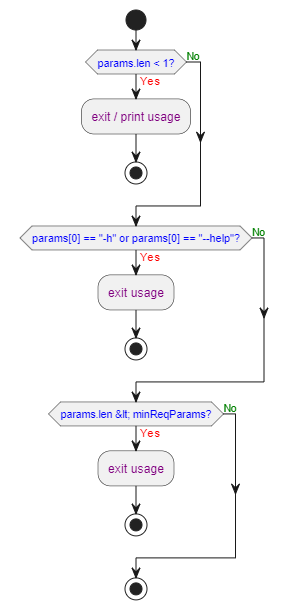 params.len < 1?
No
Yes
exit / print usage
params[0] == "-h" or params[0] == "--help"?
No
Yes
exit usage
params.len &lt; minReqParams?
No
Yes
exit usage